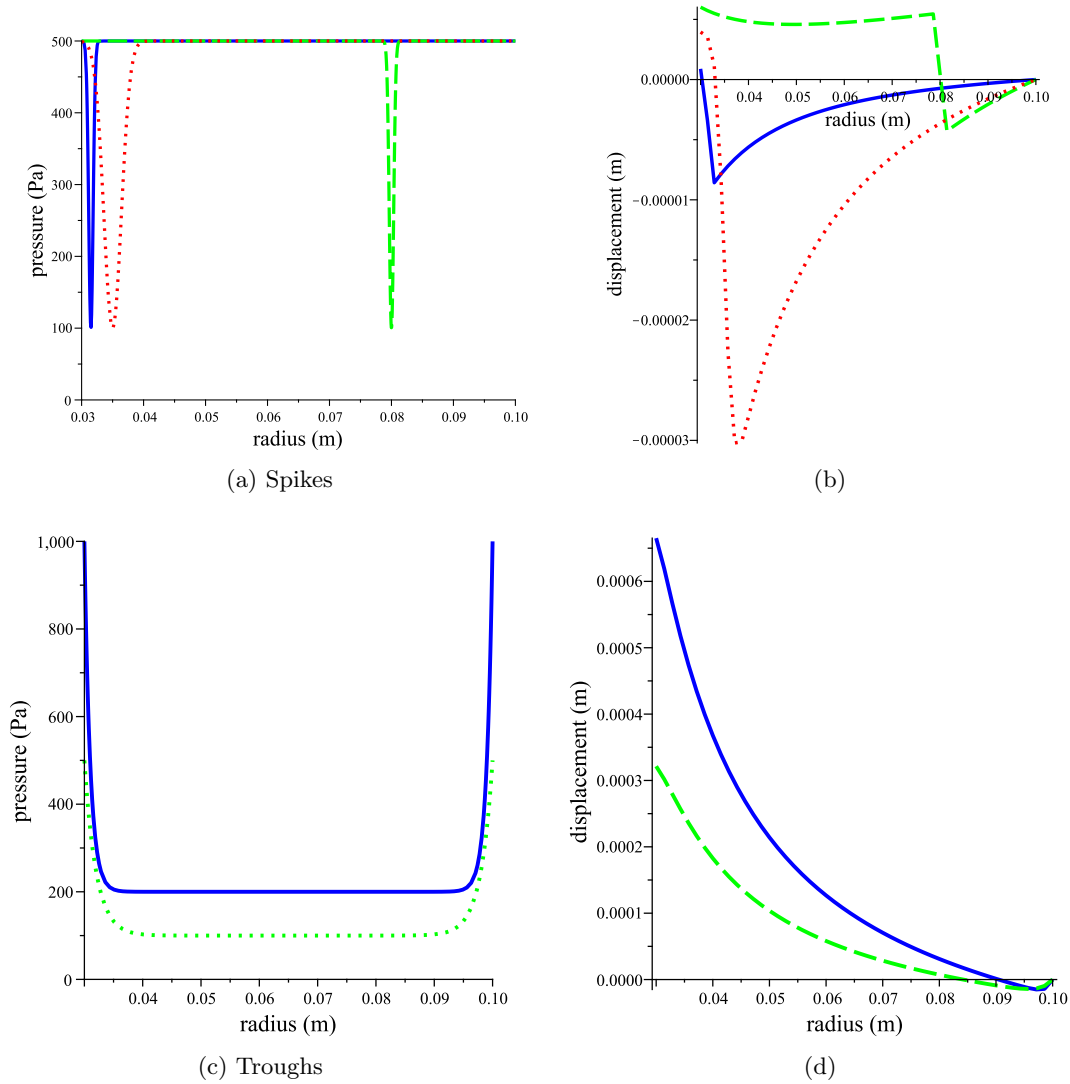 500
400
300
200
100
0
pressure (Pa)
0.03 0.04 0.05 0.06 0.07 0.08 0.09 0.10
radius (m)
(a) Spikes
0.00000
−0.00001
−0.00002
−0.00003
displacement (m)
0.04 0.05 0.06 0.07 0.08 0.09 0.10
radius (m)
(b)
1,000
800
600
400
200
0
pressure (Pa)
0.04 0.05 0.06 0.07 0.08 0.09 0.10
radius (m)
(c) Troughs
0.0006
0.0005
0.0004
0.0003
0.0002
0.0001
0.0000
displacement (m)
0.04 0.05 0.06 0.07 0.08 0.09 0.10
radius (m)
(d)